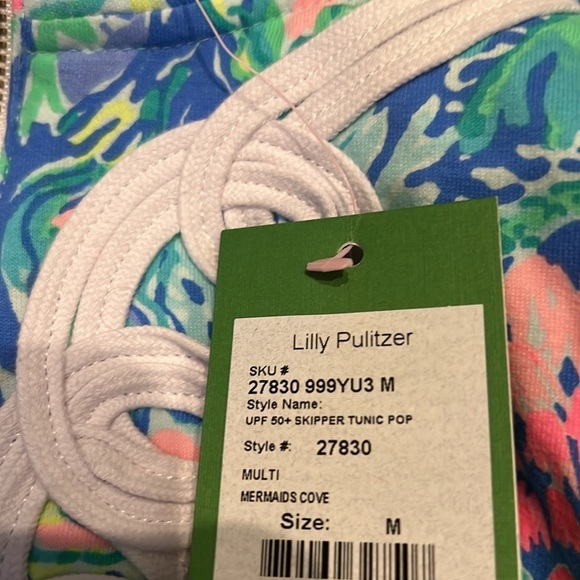 Lilly Pulitzer
SKU #
27830 999YU3 M
Style Name:
UPF 50+ SKIPPER TUNIC POP
Style #: 27830
MULTI
MERMAIDS COVE
Size: M